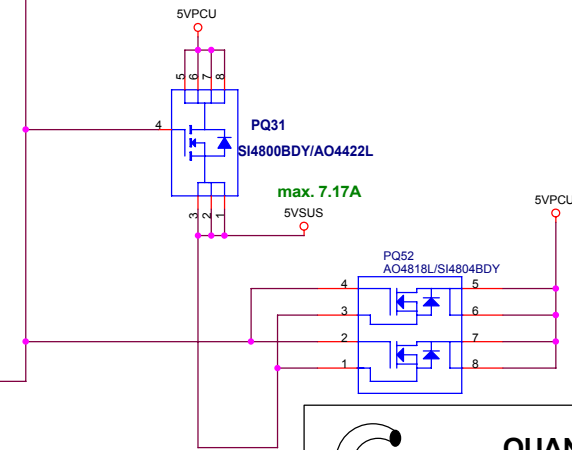 5VPCU
5 6 7 8
4
PQ31
SI4800BDY/AO4422L
max. 7.17A
3 2 1
5VSUS
5VPCU
PQ52
AO4818L/SI4804BDY
4 5
3 6
2 7
1 8
QUAN